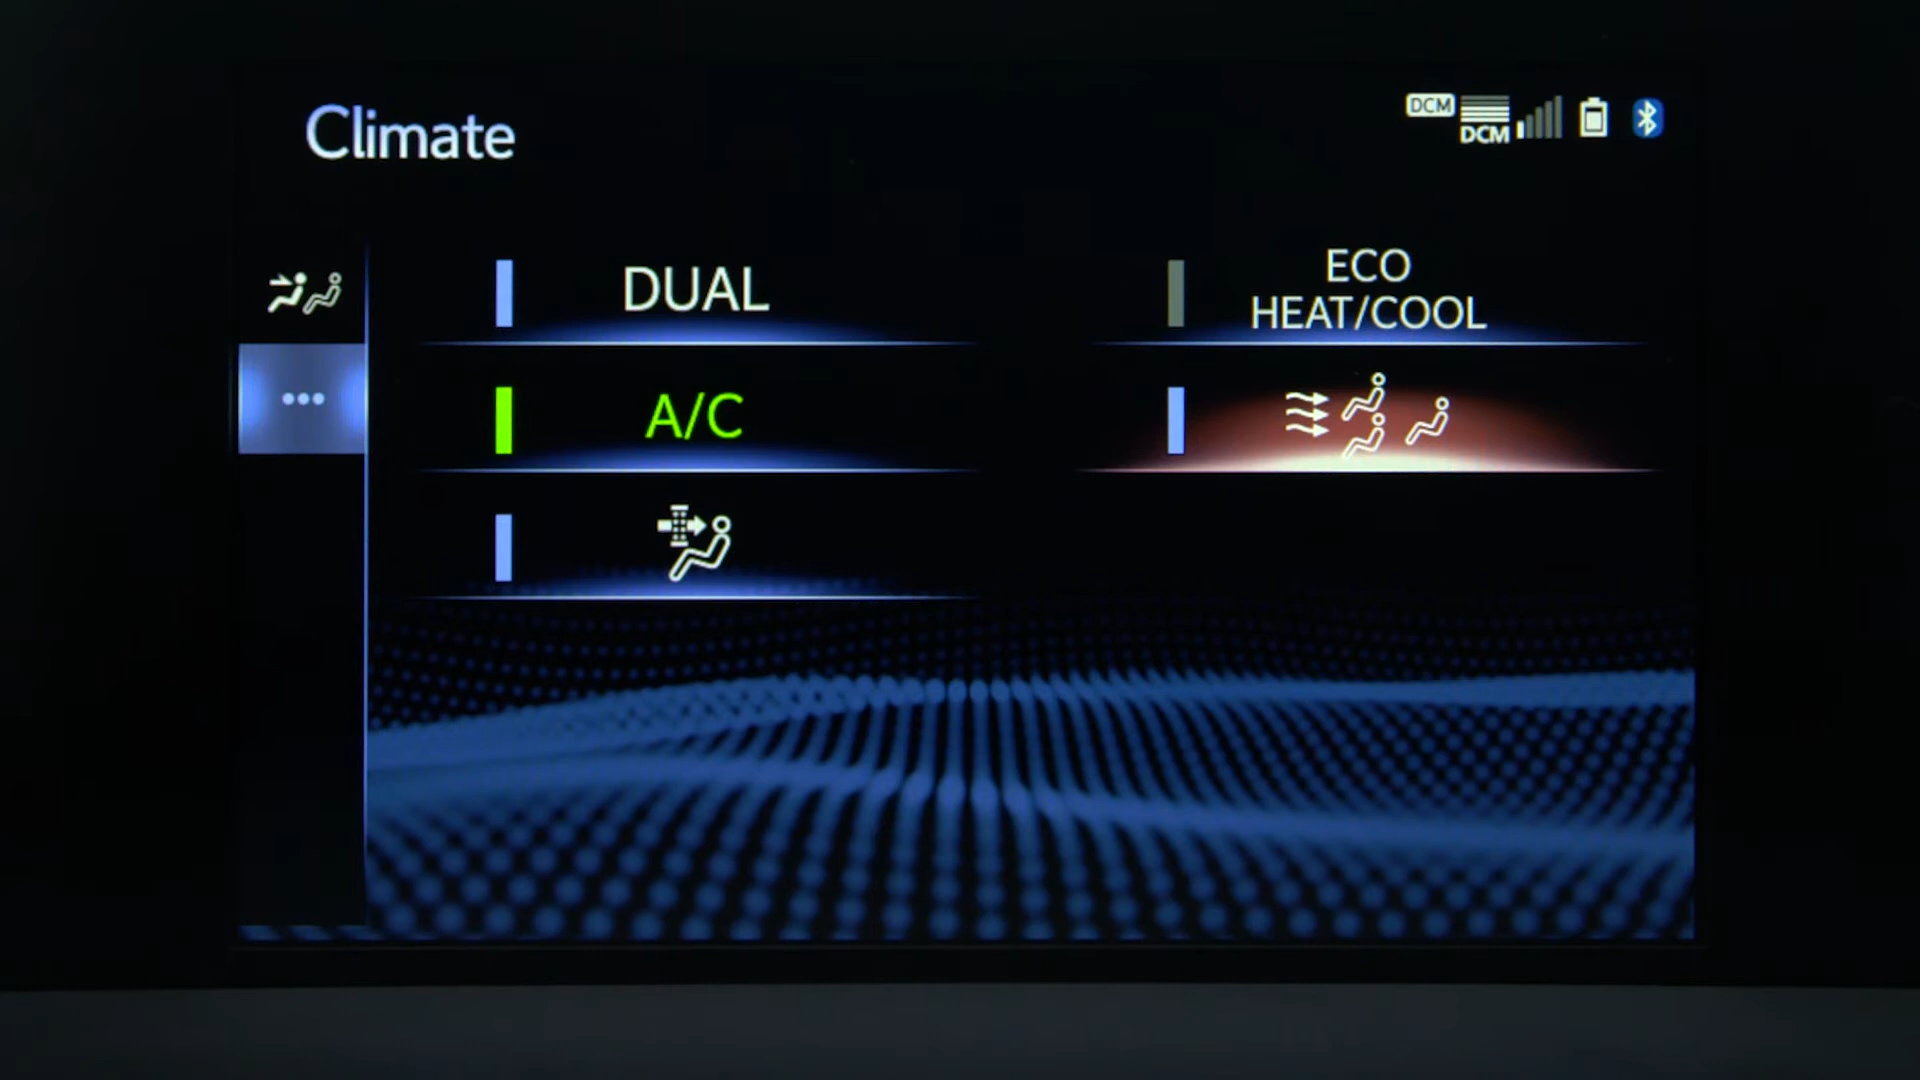 Climate
DCM
DCM
DUAL
ECO
HEAT/COOL
A/C